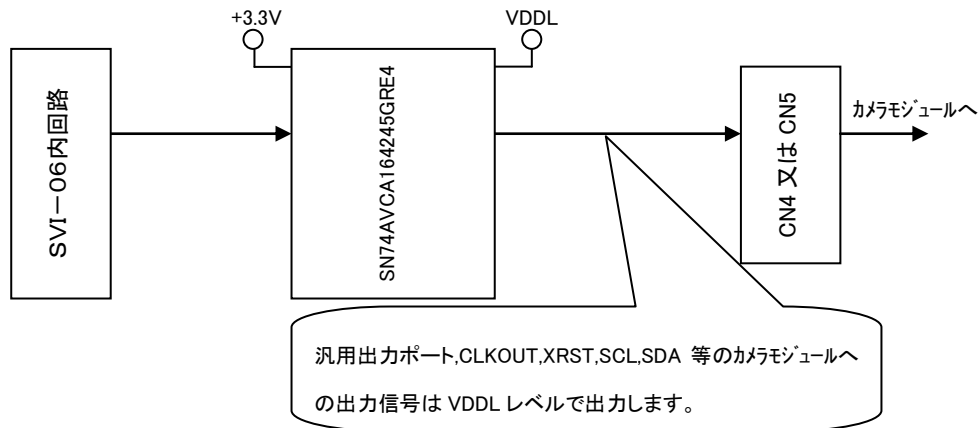 +3.3V
VDDL
SVI－06内回路
SN74AVCA164245GRE4
CN4 又は CN5
ｶﾒﾗﾓｼﾞｭｰﾙへ
汎用出力ポート,CLKOUT,XRST,SCL,SDA 等のｶﾒﾗﾓｼﾞｭｰﾙへ
の出力信号は VDDL レベルで出力します。